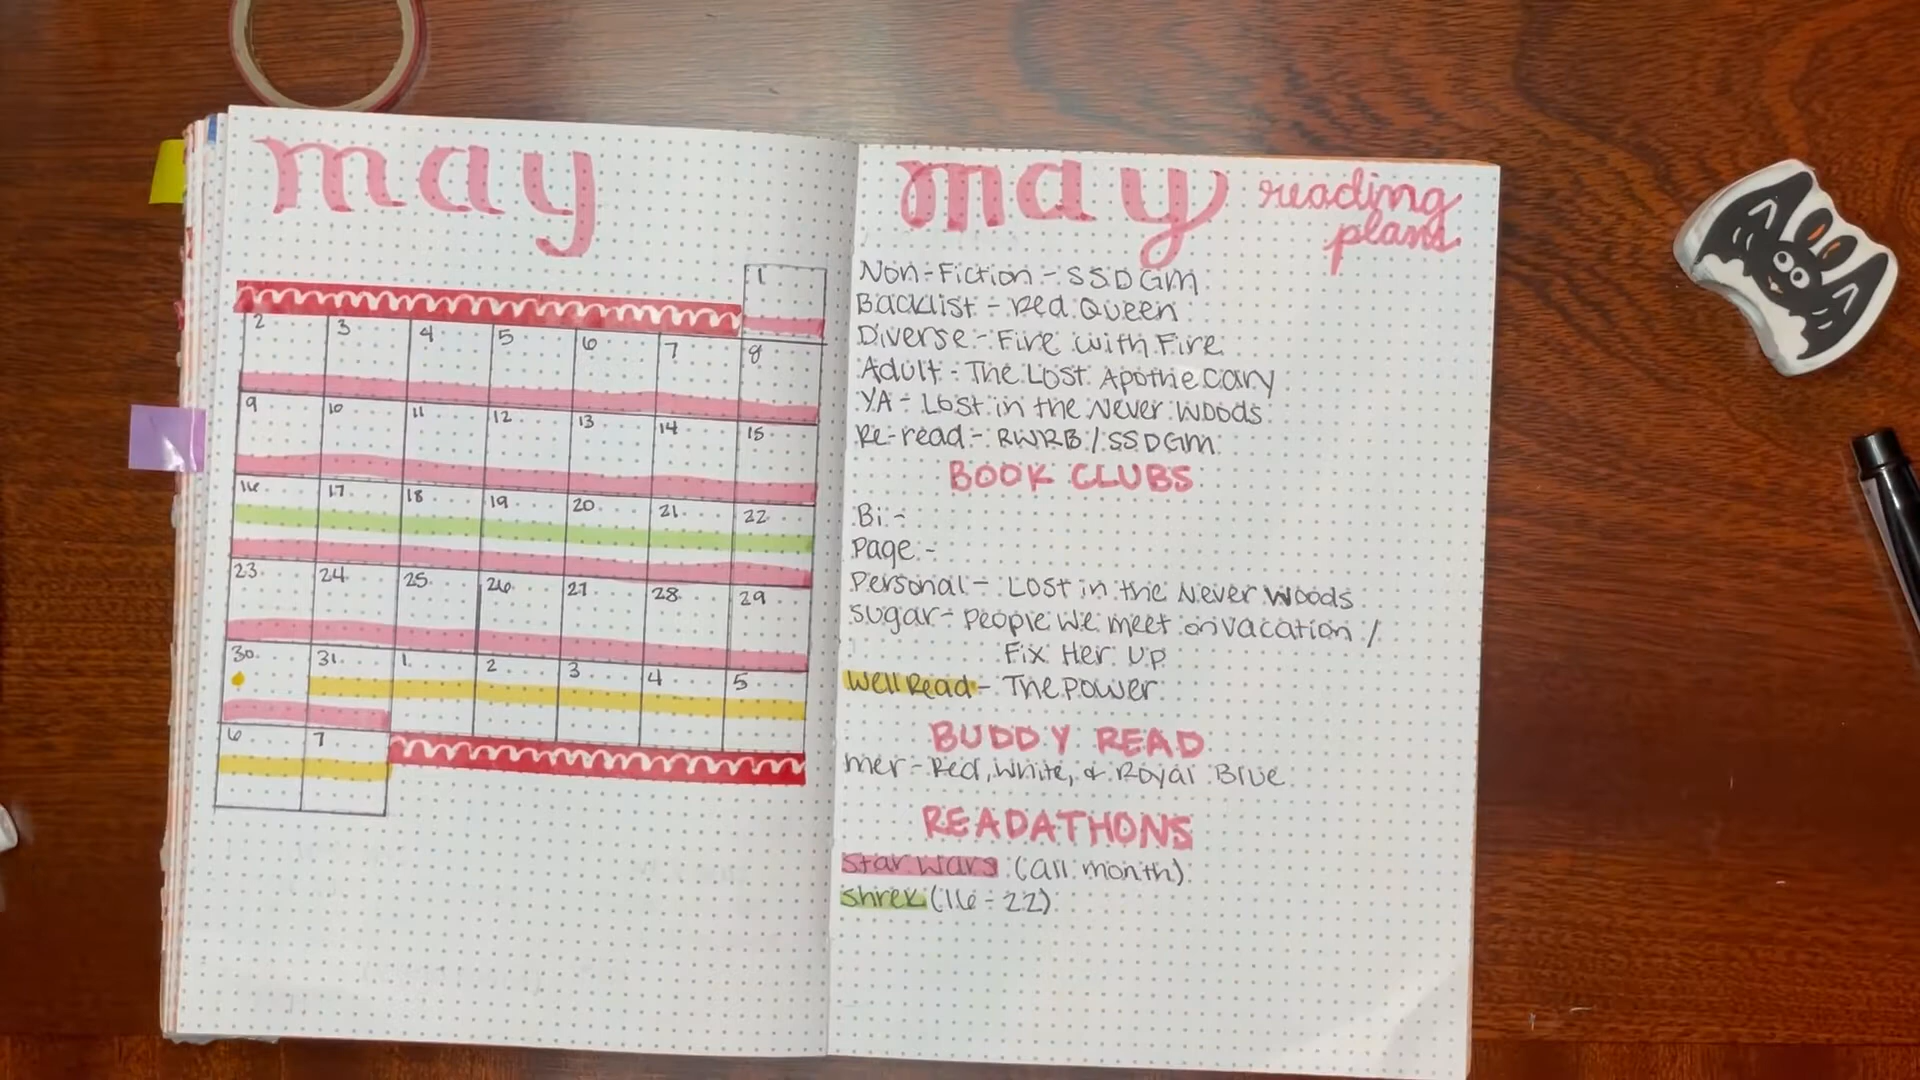 may
1
2 3 4 5 6 7 8
9 10 11 12 13 14 15
16 17 18 19 20 21 22
23 24 25 26 27 28 29
30 31 1 2 3 4 5
6 7
may reading
plans
Non-Fiction - SSDGM
Backlist - Red Queen
Diverse - Fire with Fire
Adult - The Lost Apothecary
YA - Lost in the Never Woods
Re-read - RWRB / SSDGM
BOOK CLUBS
Bi -
Page -
Personal - Lost in the Never Woods
Sugar - People we meet on vacation /
Fix Her Up
Well Read - The Power
BUDDY READ
Mer - Red, White, & Royal Blue
READATHONS
Star Wars (all month)
Shrek (16-22)